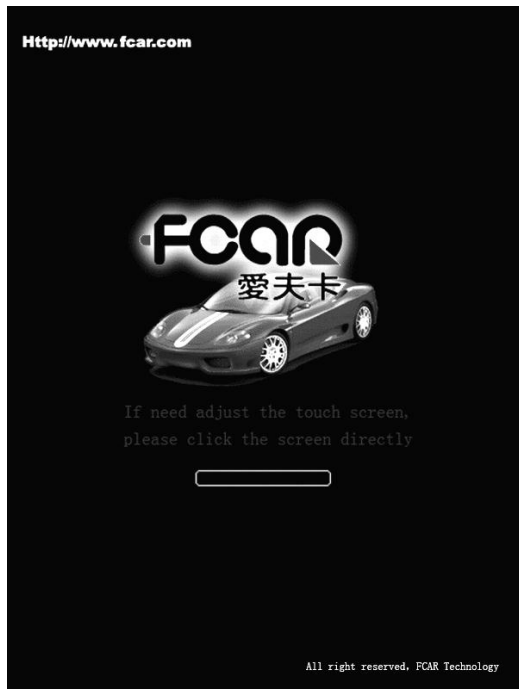 Http://www.fcar.com
FCAR
愛夫卡
If need adjust the touch screen,
please click the screen directly
All right reserved, FCAR Technology